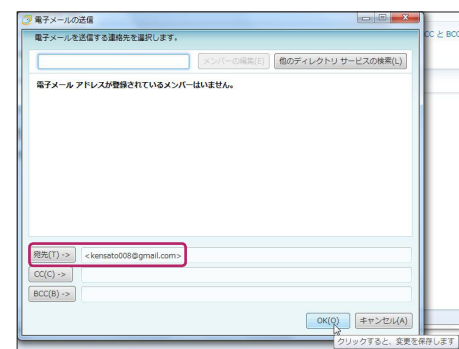 電子メールの送信
電子メールを送信する連絡先を選択します。
CC と BCC
メンバーの編集(E)
他のディレクトリ サービスの検索(L)
電子メール アドレスが登録されているメンバーはいません。
宛先(T) ->
<kensato008@gmail.com>
CC(C) ->
BCC(B) ->
OK(O)
キャンセル(A)
クリックすると、変更を保存します